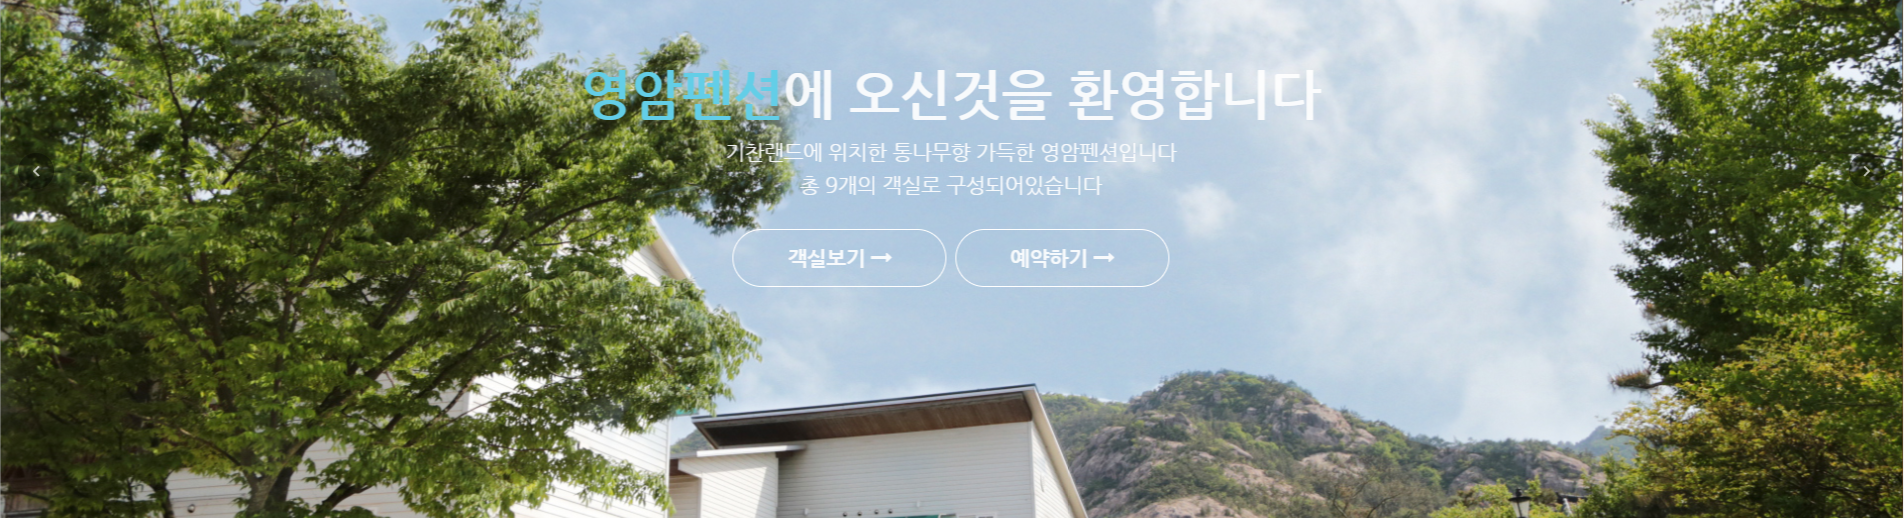 영암펜션에 오신것을 환영합니다
기찬랜드에 위치한 통나무향 가득한 영암펜션입니다
총 9개의 객실로 구성되어있습니다
객실보기 → 예약하기 →